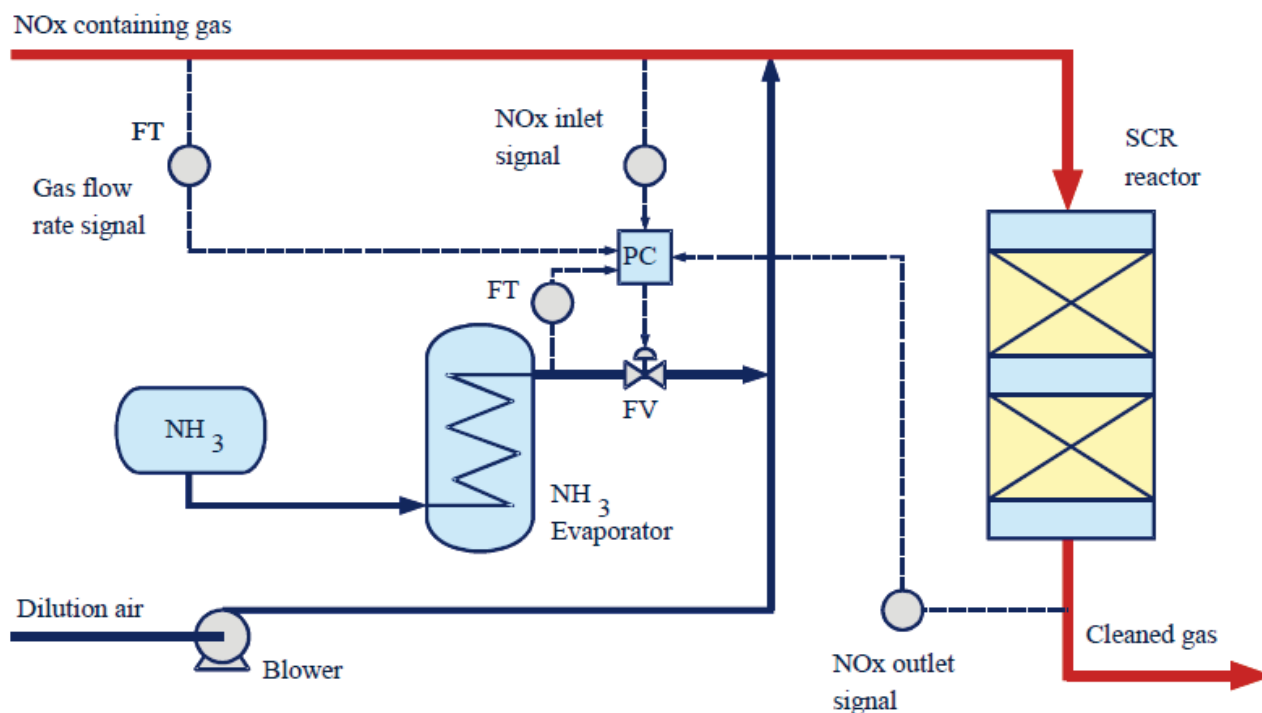 NOx containing gas
FT
NOx inlet
signal
SCR
reactor
Gas flow
rate signal
PC
FT
FV
NH 3
NH 3
Evaporator
Dilution air
Blower
NOx outlet
signal
Cleaned gas